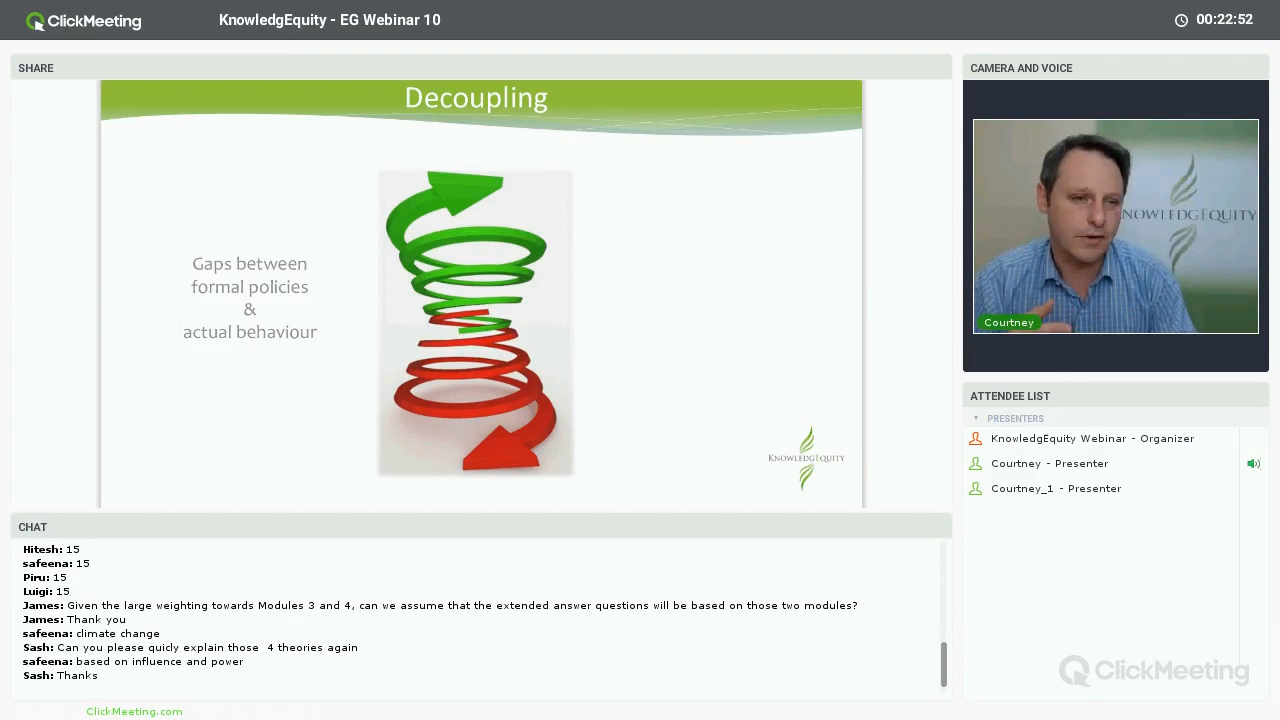 ClickMeeting
KnowledgEquity - EG Webinar 10
00:22:52
SHARE
Decoupling
Gaps between
formal policies
&
actual behaviour
KNOWLEDGEQUITY
CAMERA AND VOICE
KNOWLEDGEQUITY
Courtney
ATTENDEE LIST
PRESENTERS
KnowledgEquity Webinar - Organizer
Courtney - Presenter
Courtney_1 - Presenter
CHAT
Hitesh: 15
safeena: 15
Piru: 15
Luigi: 15
James: Given the large weighting towards Modules 3 and 4, can we assume that the extended answer questions will be based on those two modules?
James: Thank you
safeena: climate change
Sash: Can you please quicly explain those 4 theories again
safeena: based on influence and power
Sash: Thanks
ClickMeeting
ClickMeeting.com